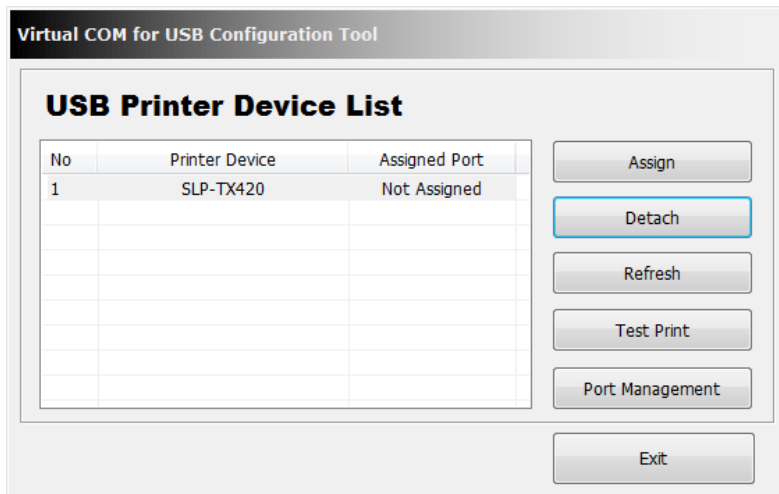 Virtual COM for USB Configuration Tool
USB Printer Device List
No Printer Device Assigned Port
1 SLP-TX420 Not Assigned
Assign
Detach
Refresh
Test Print
Port Management
Exit